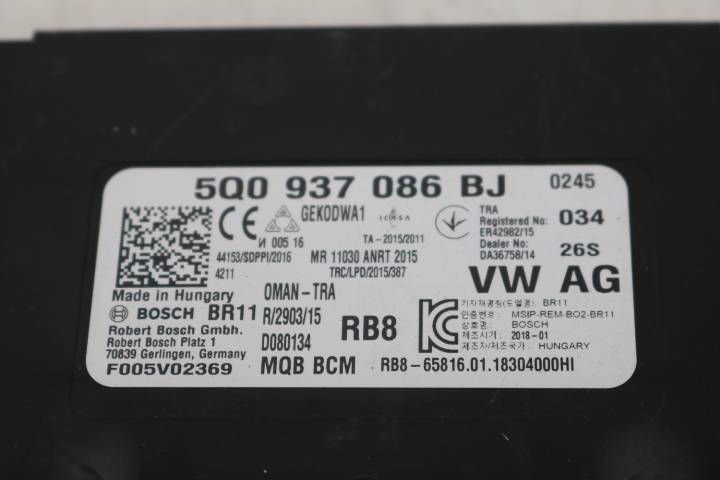 5Q0 937 086 BJ 0245
CE GEKODWA1 ICASA TRA
И 005 16 TA-2015/2011 Registered No: 034
ER42982/15
44153/SDPPI/2016 MR 11030 ANRT 2015 Dealer No: 26S
4211 TRC/LPD/2015/387 DA36758/14
Made in Hungary OMAN-TRA VW AG
BOSCH BR11 R/2903/15 RB8 기자재명칭(모델명): BR11
인증번호: MSIP-REM-BO2-BR11
Robert Bosch Gmbh. 상호명: BOSCH
Robert Bosch Platz 1 D080134 제조시기: 2018-01
70839 Gerlingen, Germany 제조자/제조국가: HUNGARY
F005V02369 MQB BCM RB8-65816.01.18304000HI